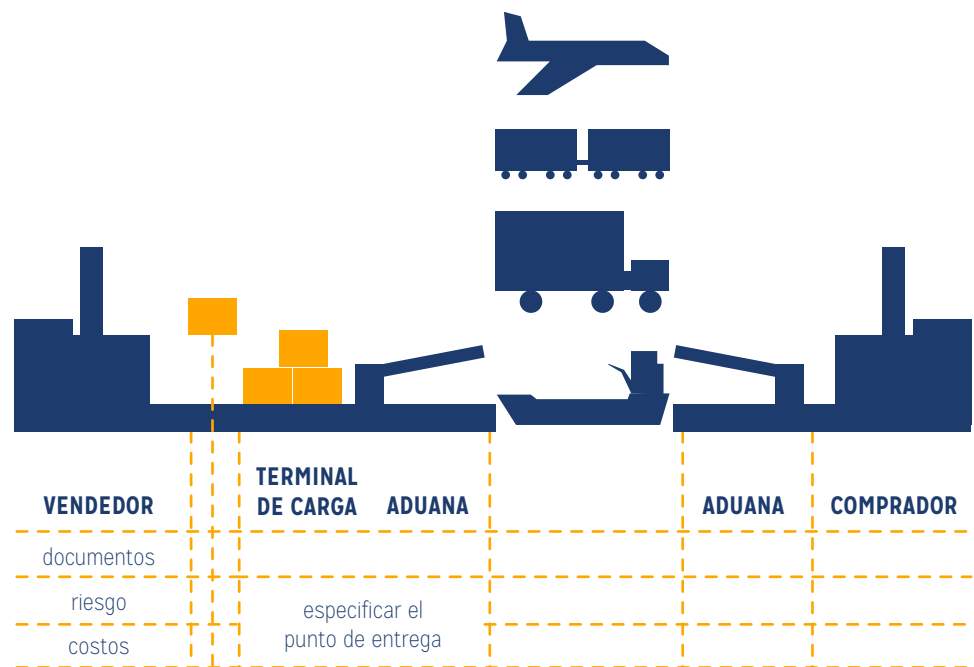 VENDEDOR
TERMINAL
DE CARGA
ADUANA
ADUANA
COMPRADOR
documentos
riesgo
costos
especificar el
punto de entrega